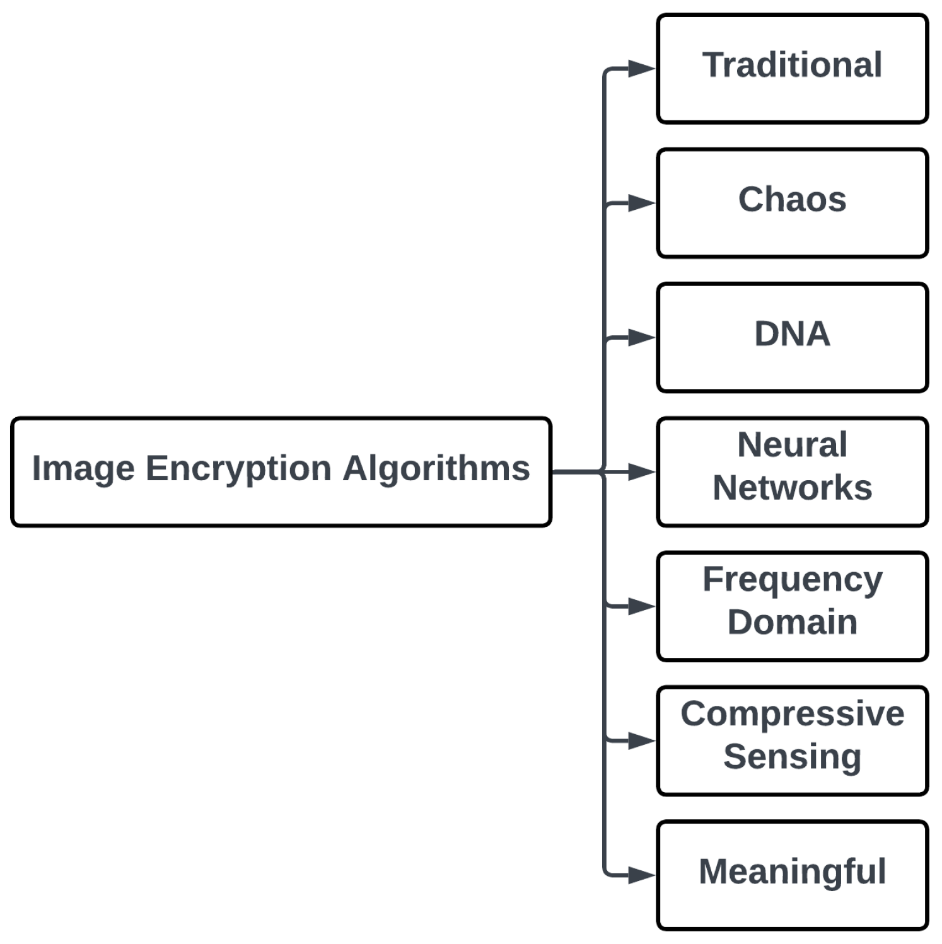 Traditional
Chaos
DNA
Image Encryption Algorithms
Neural
Networks
Frequency
Domain
Compressive
Sensing
Meaningful